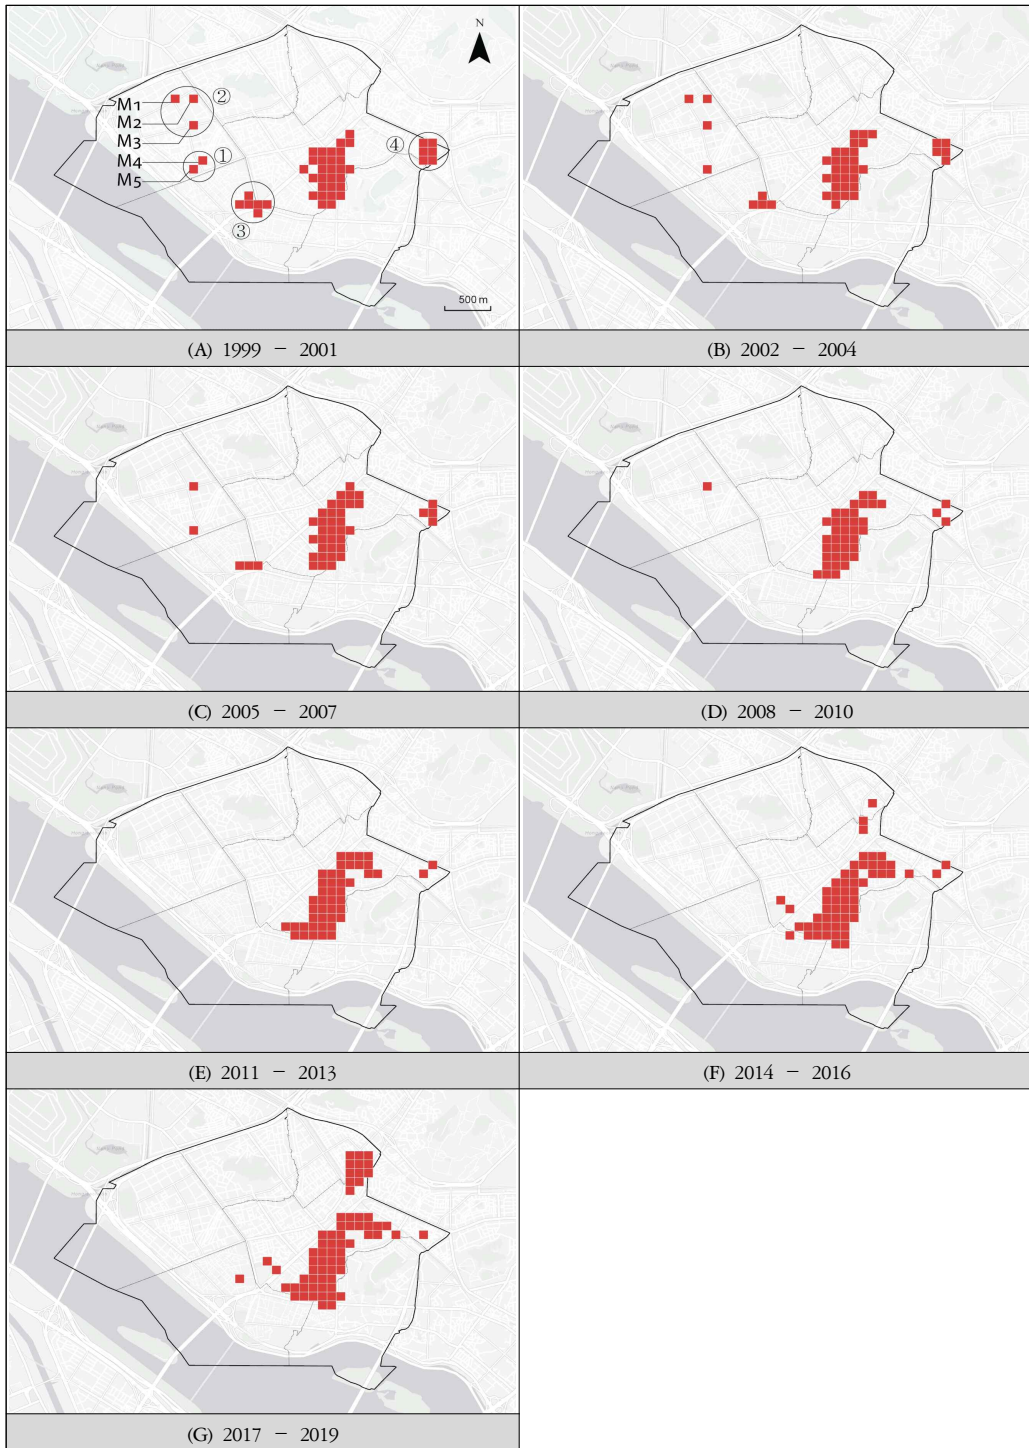 N
M1
②
M2
M3
④
M4
①
M5
③
500 m
(A) 1999 – 2001
(B) 2002 – 2004
(C) 2005 – 2007
(D) 2008 – 2010
(E) 2011 – 2013
(F) 2014 – 2016
(G) 2017 – 2019